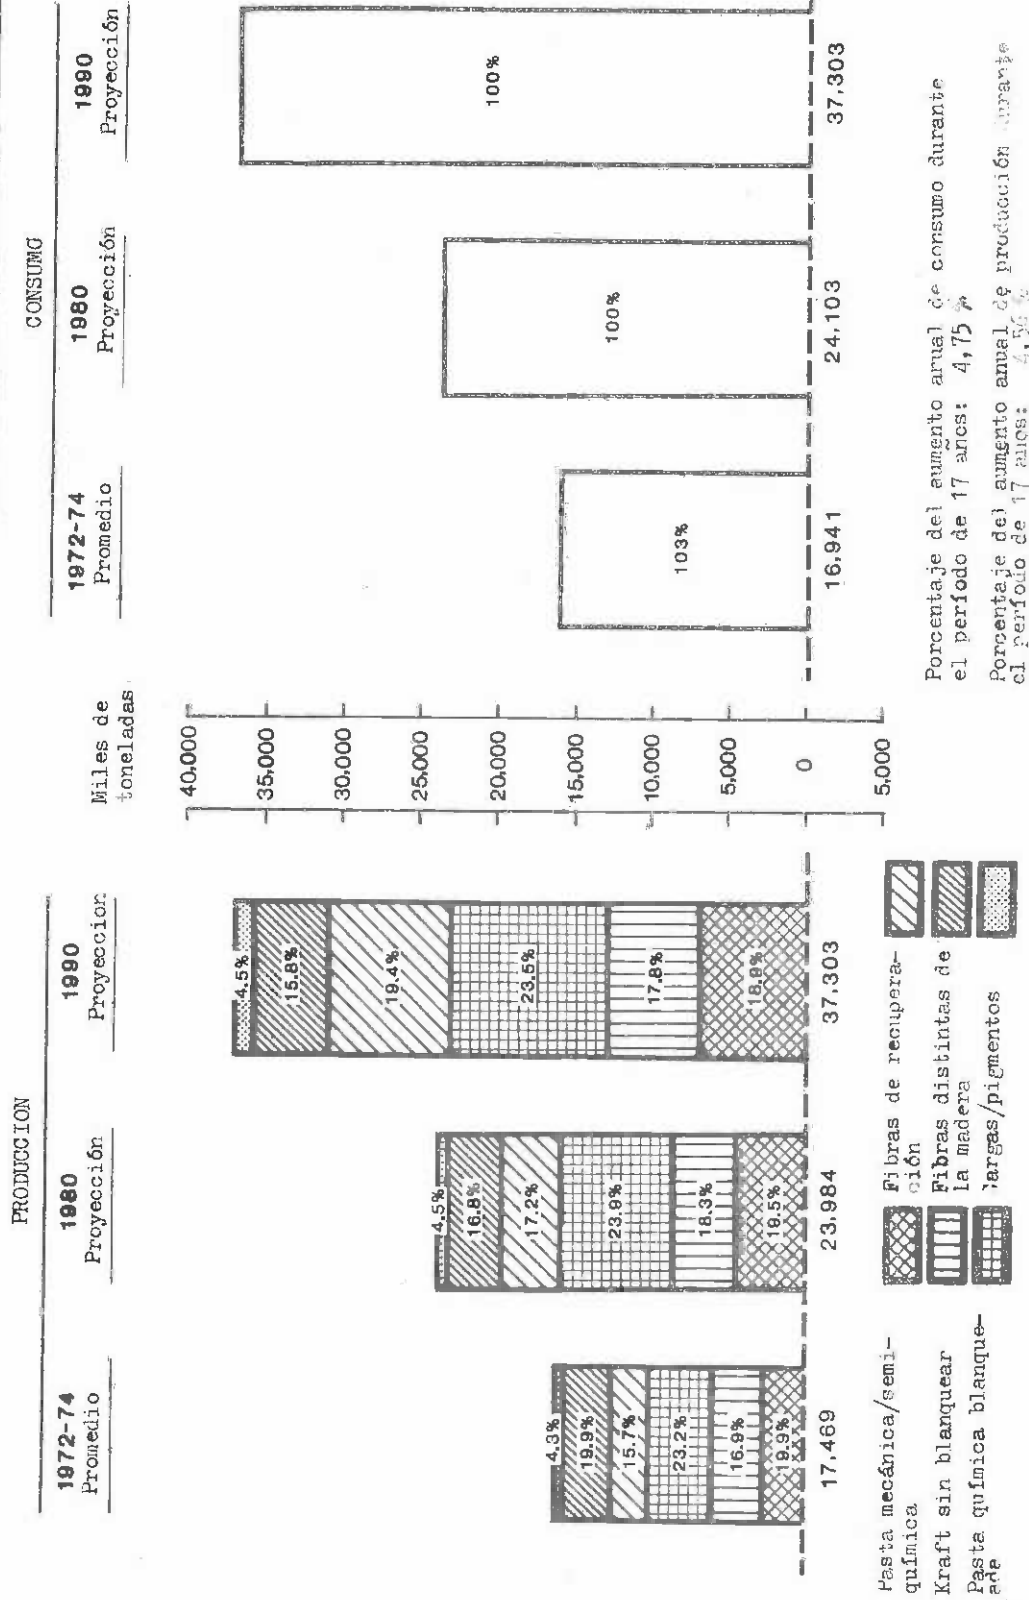 PRODUCCION
1972-74
Promedio
1980
Proyección
1990
Proyeccion
4.3%
19.9%
15.7%
23.2%
16.9%
19.9%
17.469
4.5%
16.8%
17.2%
23.9%
18.3%
19.5%
23.984
4.5%
15.8%
19.4%
23.5%
17.8%
18.9%
37.303
Miles de
toneladas
40.000
35.000
30.000
25.000
20.000
15.000
10.000
5.000
0
5.000
CONSUMO
1972-74
Promedio
1980
Proyección
1990
Proyección
103%
16.941
100%
24.103
100%
37.303
Pasta mecánica/semi-
química
Kraft sin blanquear
Pasta química blanque-
Fibras de recupera-
ción
Fibras distintas de
la madera
/pigmentos
Porcentaje del aumento anual de consumo durante
el período de 17 años: 4,75 %
Porcentaje del aumento anual de producción durante
el período de 17 años: